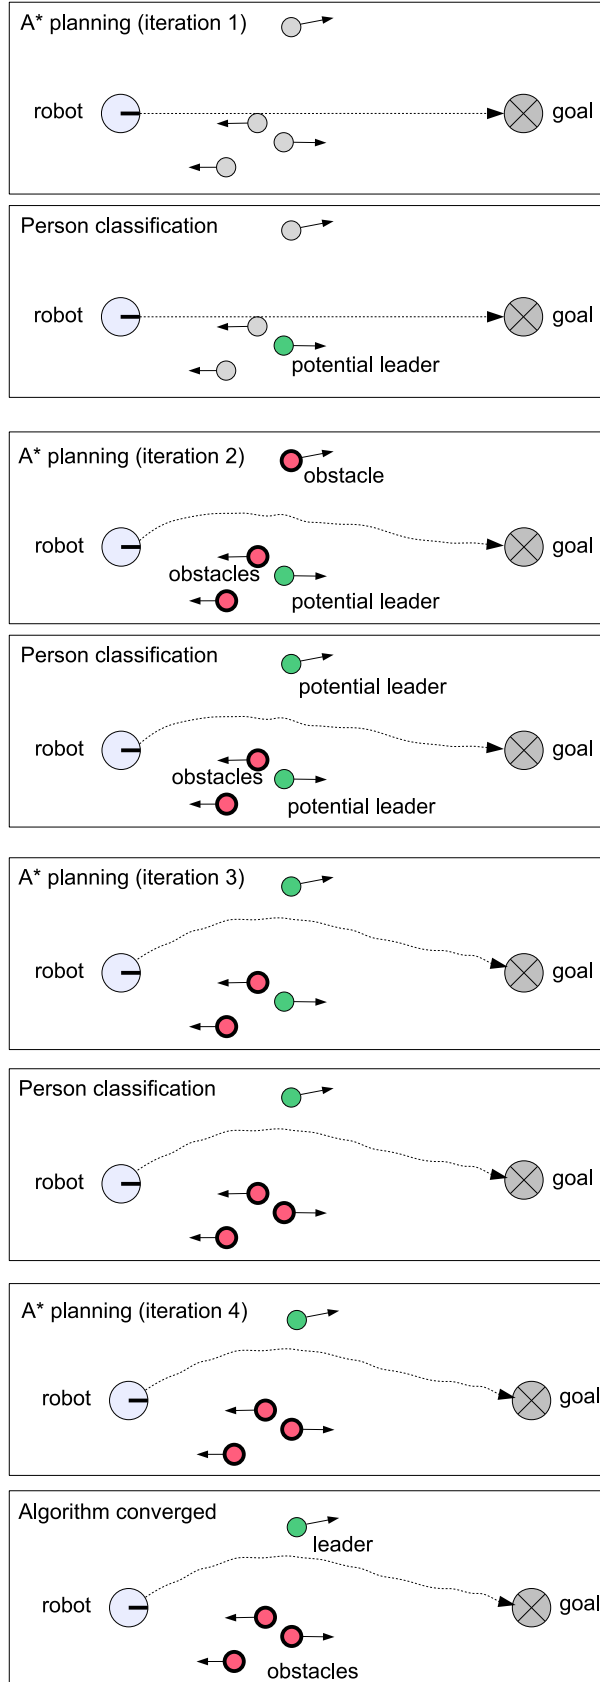 A* planning (iteration 1)
robot
goal
Person classification
robot
goal
potential leader
A* planning (iteration 2)
obstacle
robot
goal
obstacles
potential leader
Person classification
potential leader
robot
goal
obstacles
potential leader
A* planning (iteration 3)
robot
goal
Person classification
robot
goal
A* planning (iteration 4)
robot
goal
Algorithm converged
leader
robot
goal
obstacles